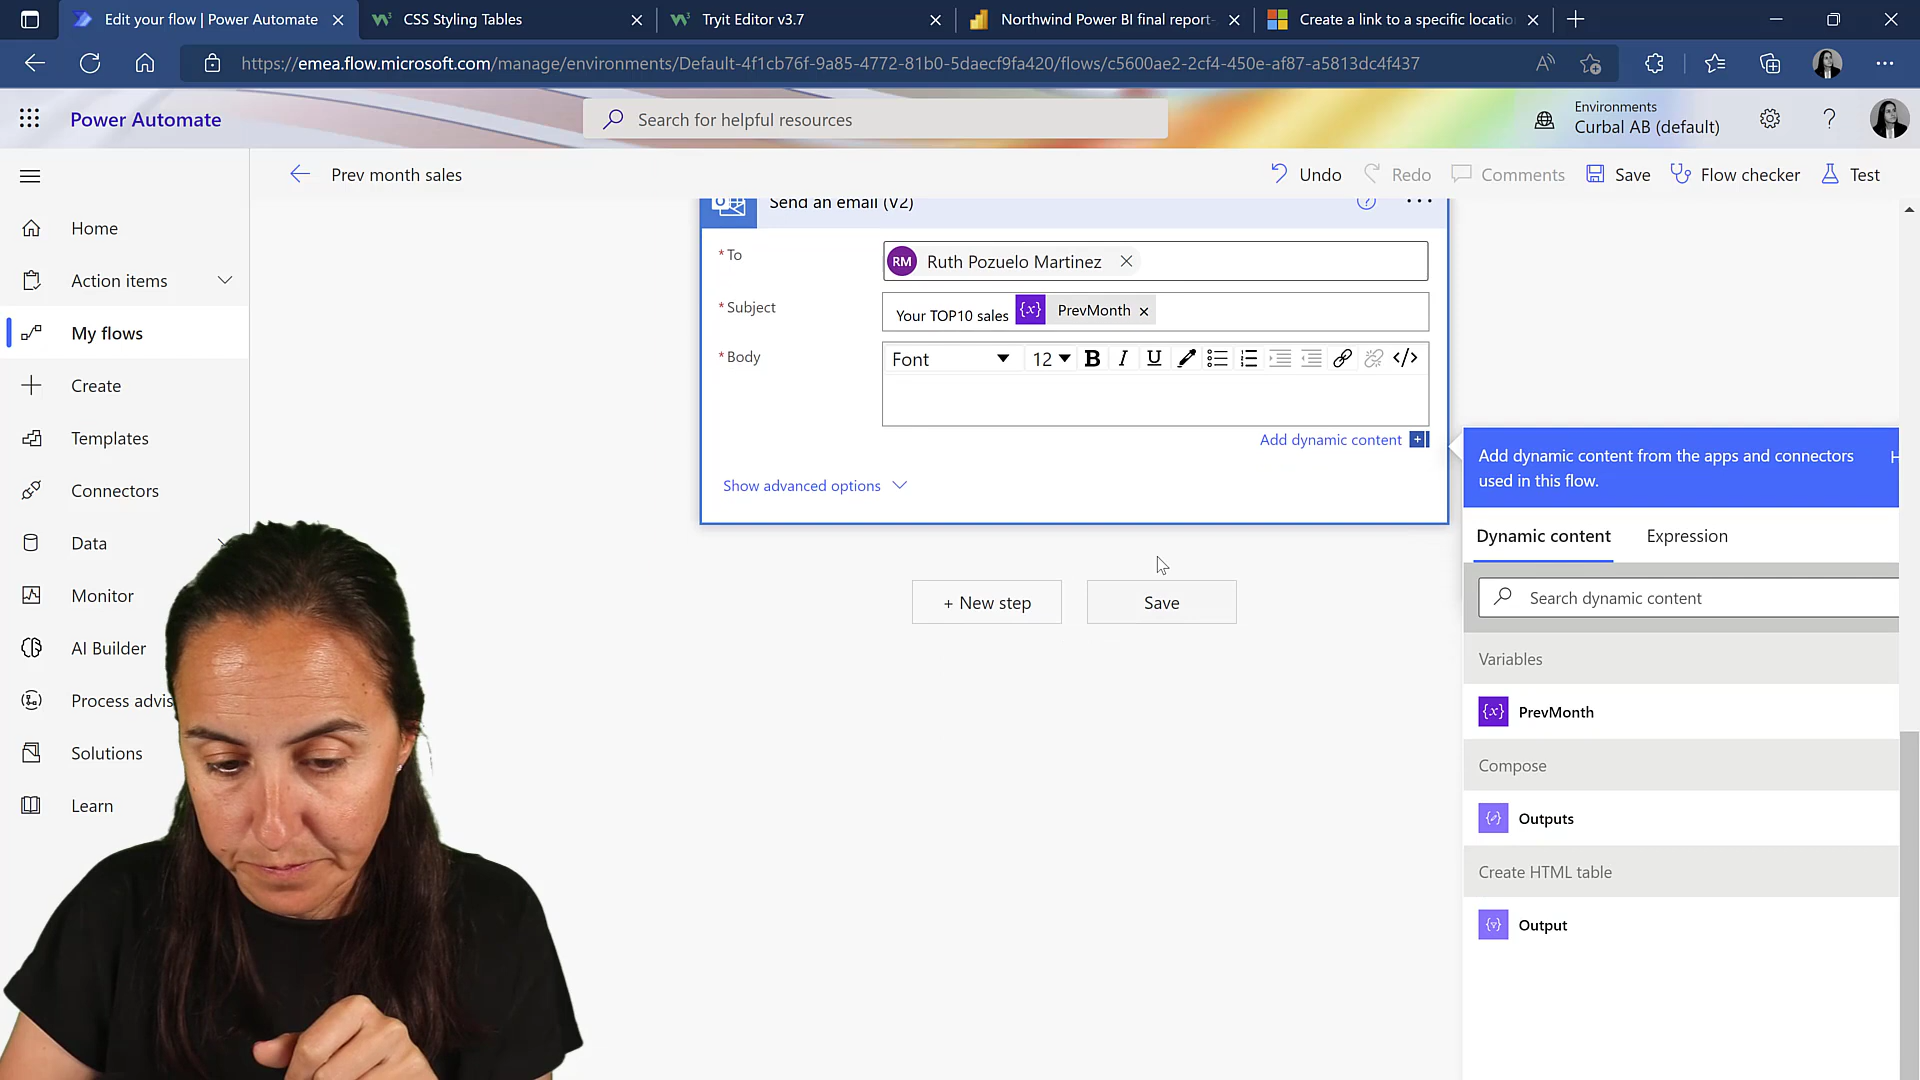 Edit your flow | Power Automate
CSS Styling Tables
Tryit Editor v3.7
Northwind Power BI final report-
Create a link to a specific locatio
https://emea.flow.microsoft.com/manage/environments/Default-4f1cb76f-9a85-4772-81b0-5daecf9fa420/flows/c5600ae2-2cf4-450e-af87-a5813dc4f437
Power Automate
Search for helpful resources
Environments
Curbal AB (default)
Prev month sales
Undo
Redo
Comments
Save
Flow checker
Test
Home
Action items
My flows
Create
Templates
Connectors
Data
Monitor
AI Builder
Process advis
Solutions
Learn
Send an email (V2)
* To
RM Ruth Pozuelo Martinez
* Subject
Your TOP10 sales {x} PrevMonth
* Body
Font 12 B I U </>
Add dynamic content
Show advanced options
+ New step
Save
Add dynamic content from the apps and connectors
used in this flow.
H
Dynamic content
Expression
Search dynamic content
Variables
{x} PrevMonth
Compose
Outputs
Create HTML table
Output